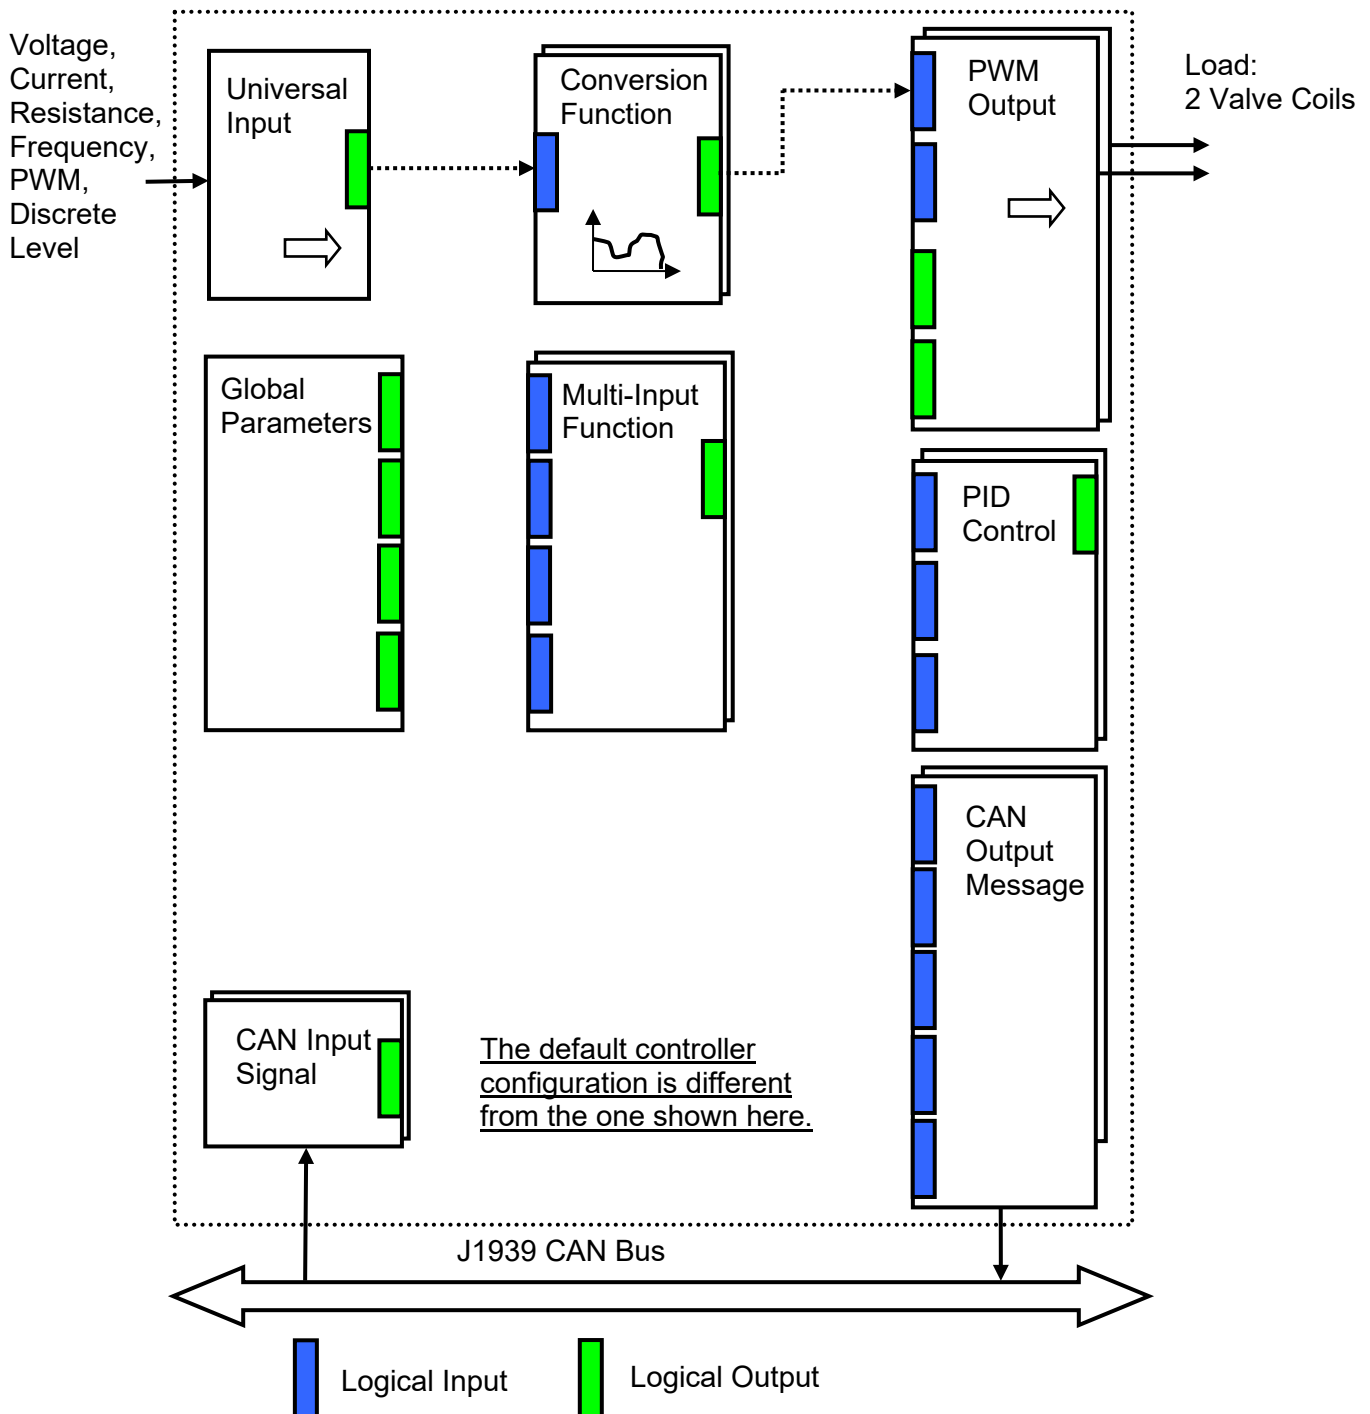 Voltage,
Current,
Resistance,
Frequency,
PWM,
Discrete
Level
Universal
Input
Conversion
Function
PWM
Output
Load:
2 Valve Coils
Global
Parameters
Multi-Input
Function
PID
Control
CAN
Output
Message
CAN Input
Signal
The default controller
configuration is different
from the one shown here.
J1939 CAN Bus
Logical Input
Logical Output